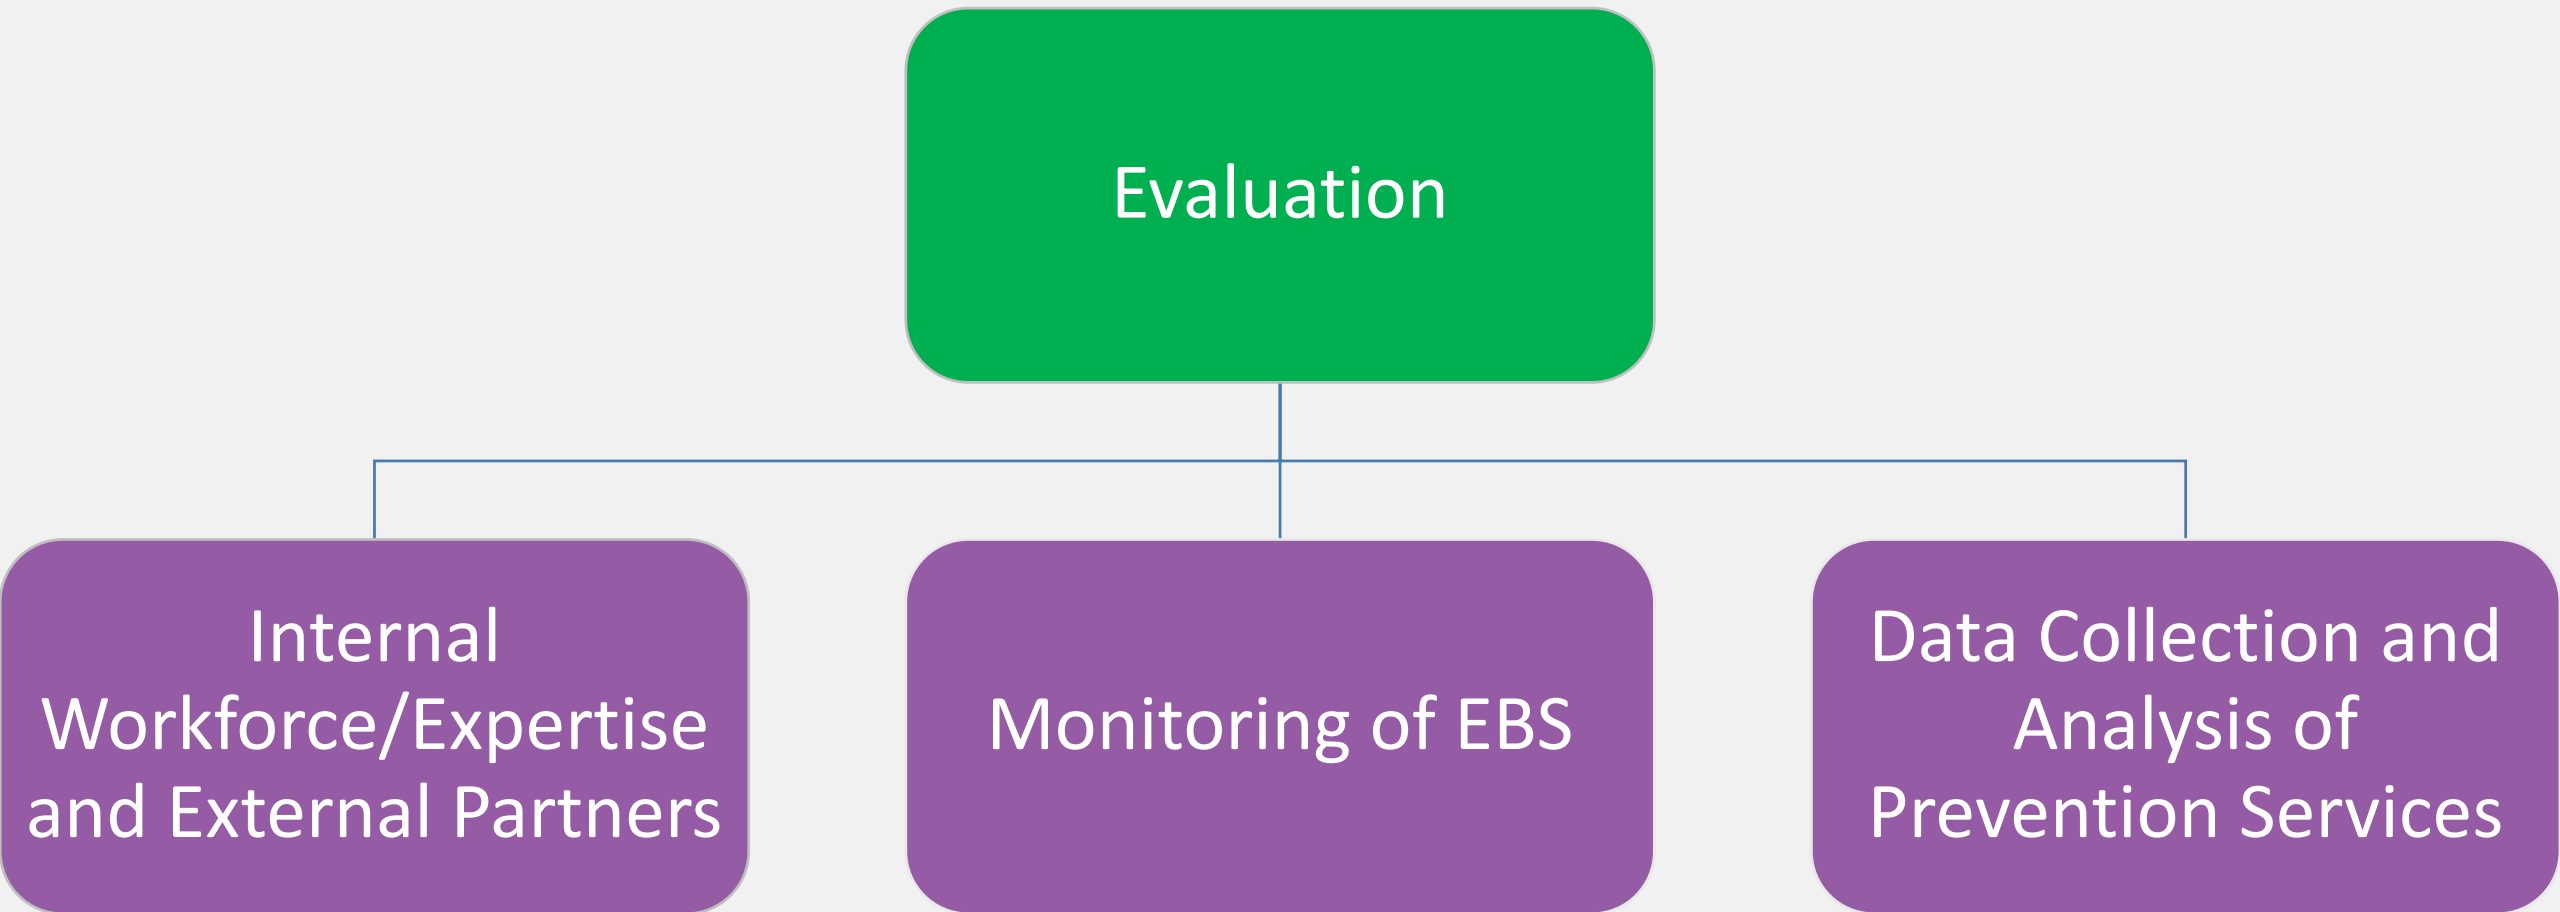 Evaluation
Internal
Workforce/Expertise
and External Partners
Monitoring of EBS
Data Collection and
Analysis of
Prevention Services